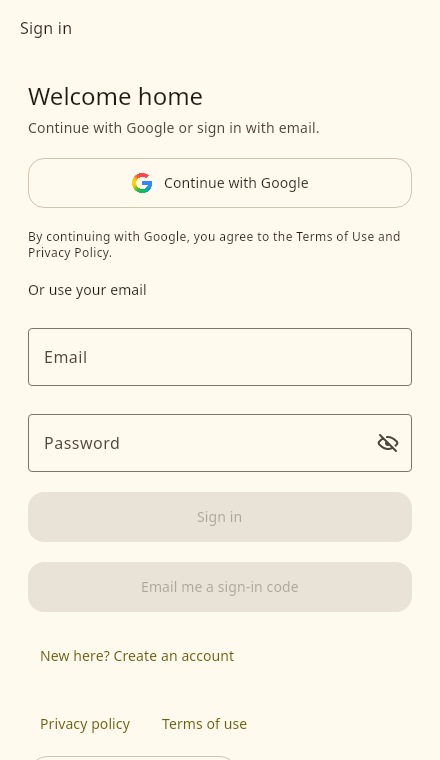 Sign in
Welcome home
Continue with Google or sign in with email.
Continue with Google
By continuing with Google, you agree to the Terms of Use and
Privacy Policy.
Or use your email
Email
Password
Sign in
Email me a sign-in code
New here? Create an account
Privacy policy
Terms of use